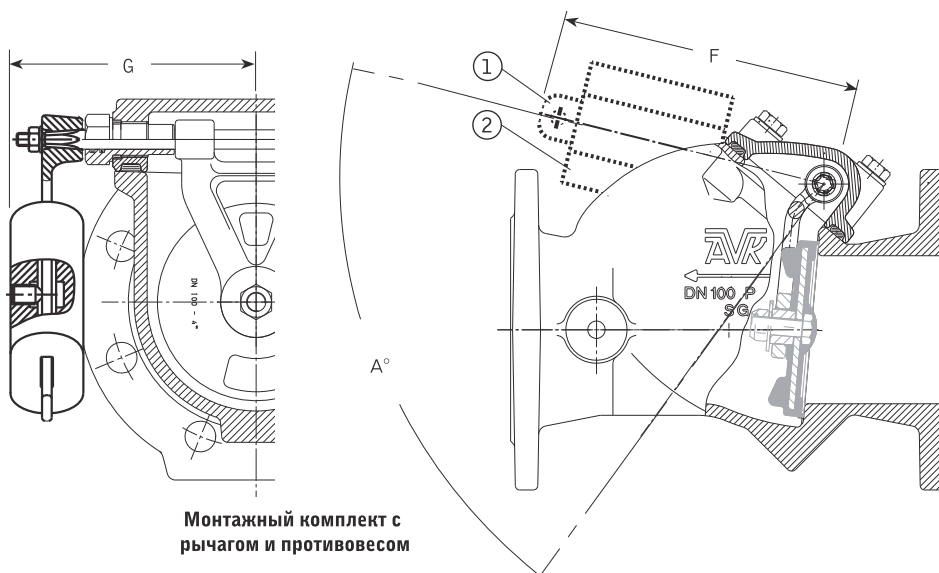 G
F
1
2
AVK
DN 100 P
SG
DN 100 - 4"
A°
Монтажный комплект с
рычагом и противовесом